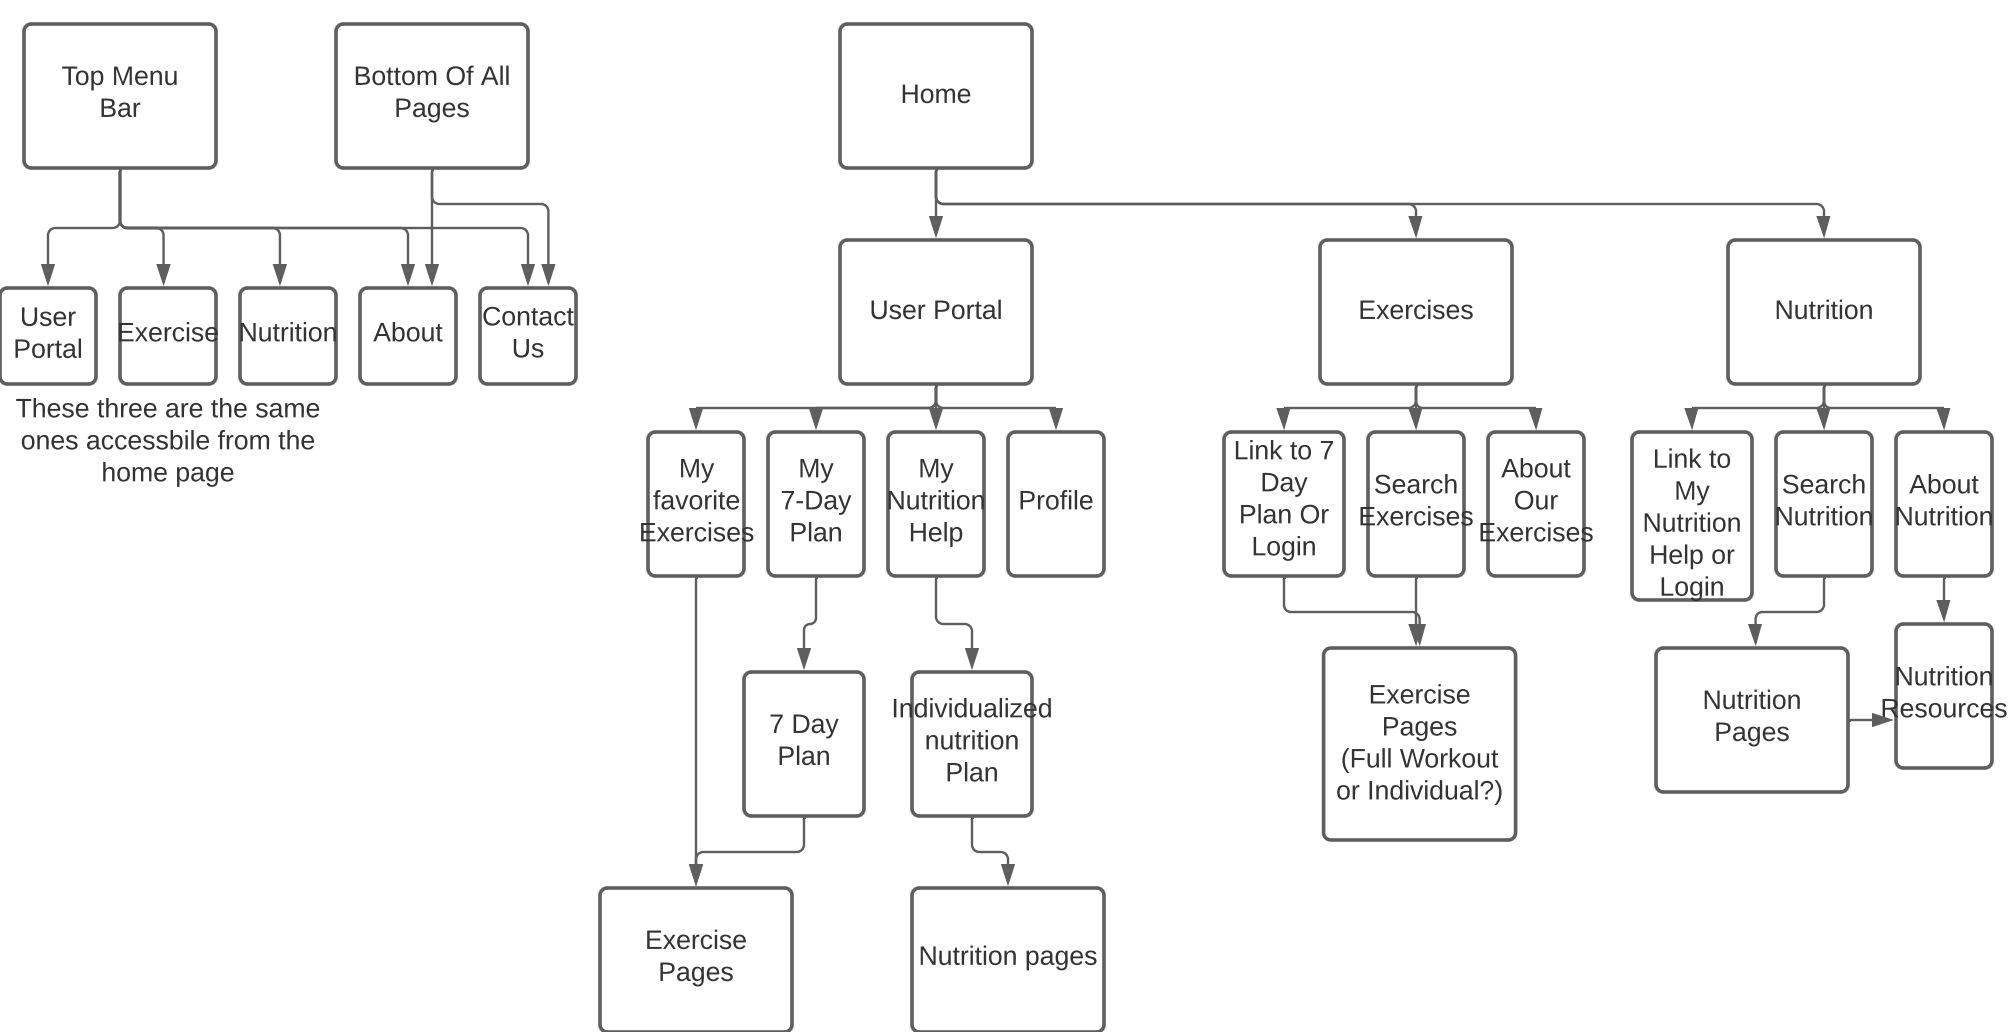 Top Menu
Bar
Bottom Of All
Pages
Home
User
Portal
Exercise
Nutrition
About
Contact
Us
These three are the same
ones accessbile from the
home page
User Portal
Exercises
Nutrition
My
favorite
Exercises
My
7-Day
Plan
My
Nutrition
Help
Profile
Link to 7
Day
Plan Or
Login
Search
Exercises
About
Our
Exercises
Link to
My
Nutrition
Help or
Login
Search
Nutrition
About
Nutrition
7 Day
Plan
Individualized
nutrition
Plan
Exercise
Pages
(Full Workout
or Individual?)
Nutrition
Pages
Nutrition
Resources
Exercise
Pages
Nutrition pages